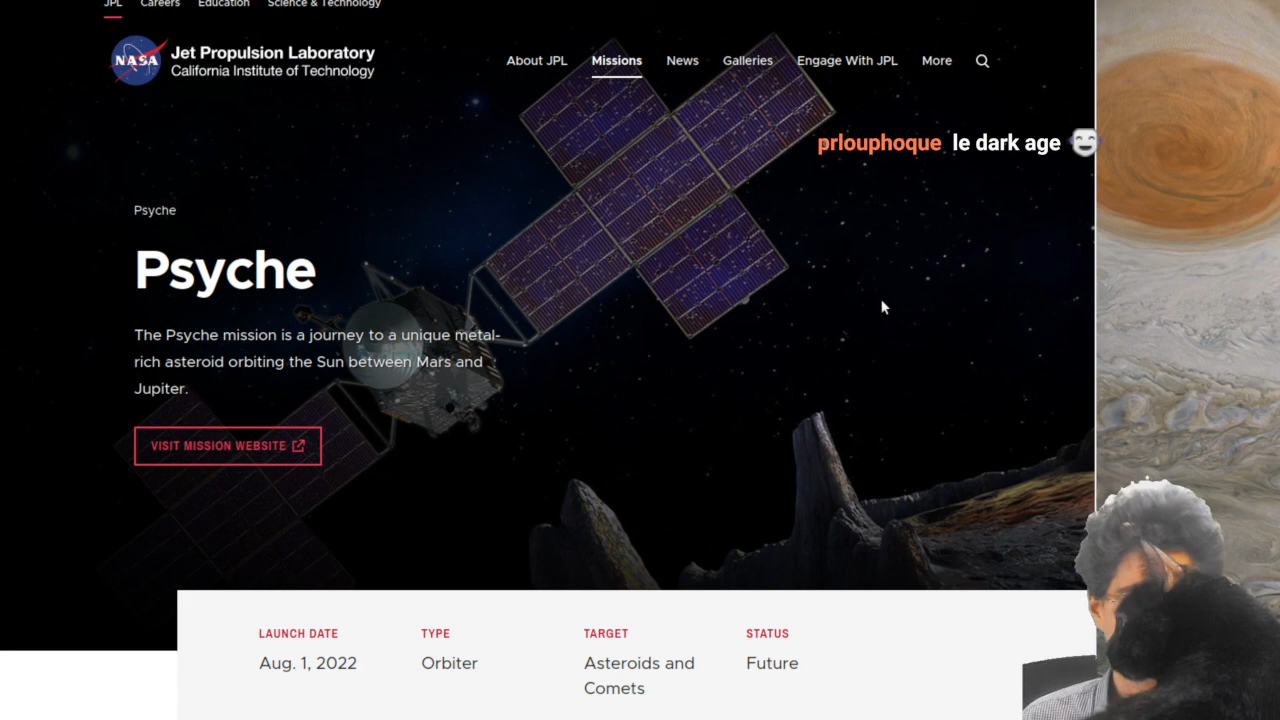 JPL Careers Education Science & Technology
NASA
Jet Propulsion Laboratory
California Institute of Technology
About JPL Missions News Galleries Engage With JPL More
prlouphoque le dark age
Psyche
Psyche
The Psyche mission is a journey to a unique metal-
rich asteroid orbiting the Sun between Mars and
Jupiter.
VISIT MISSION WEBSITE
LAUNCH DATE TYPE TARGET STATUS
Aug. 1, 2022 Orbiter Asteroids and Future
Comets